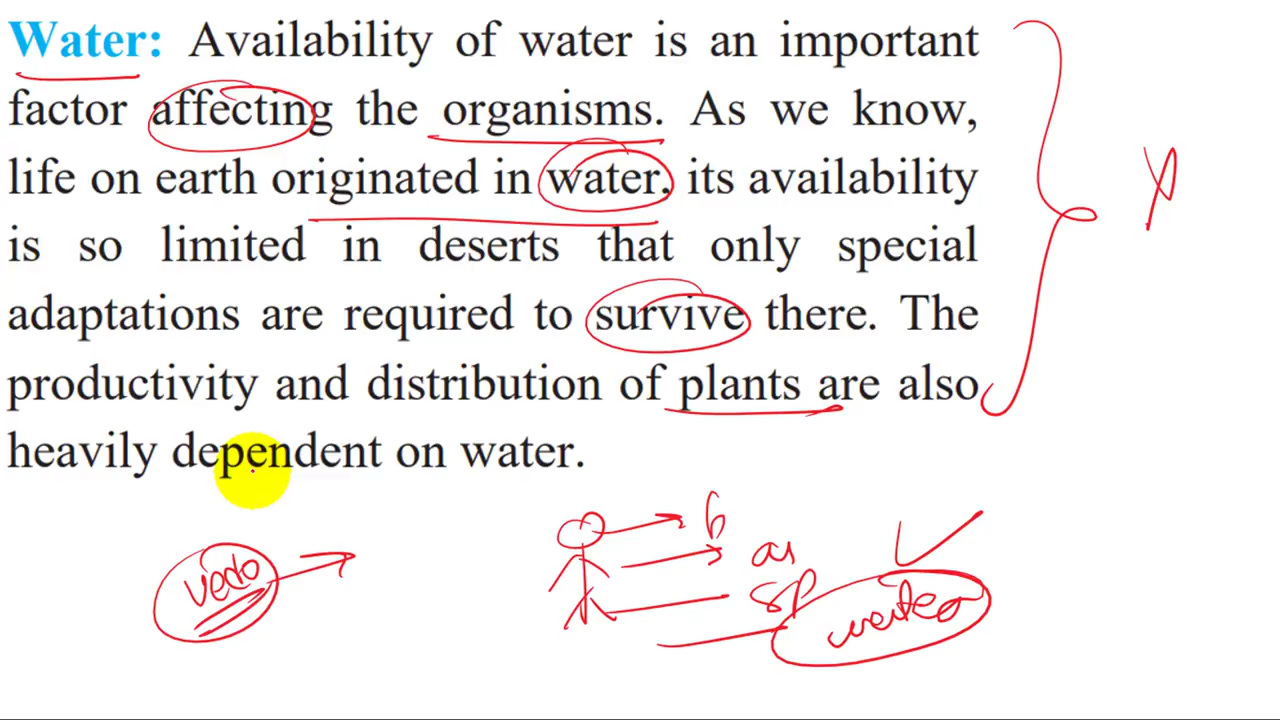 Water: Availability of water is an important
factor affecting the organisms. As we know,
life on earth originated in water, its availability
is so limited in deserts that only special
adaptations are required to survive there. The
productivity and distribution of plants are also
heavily dependent on water.
water